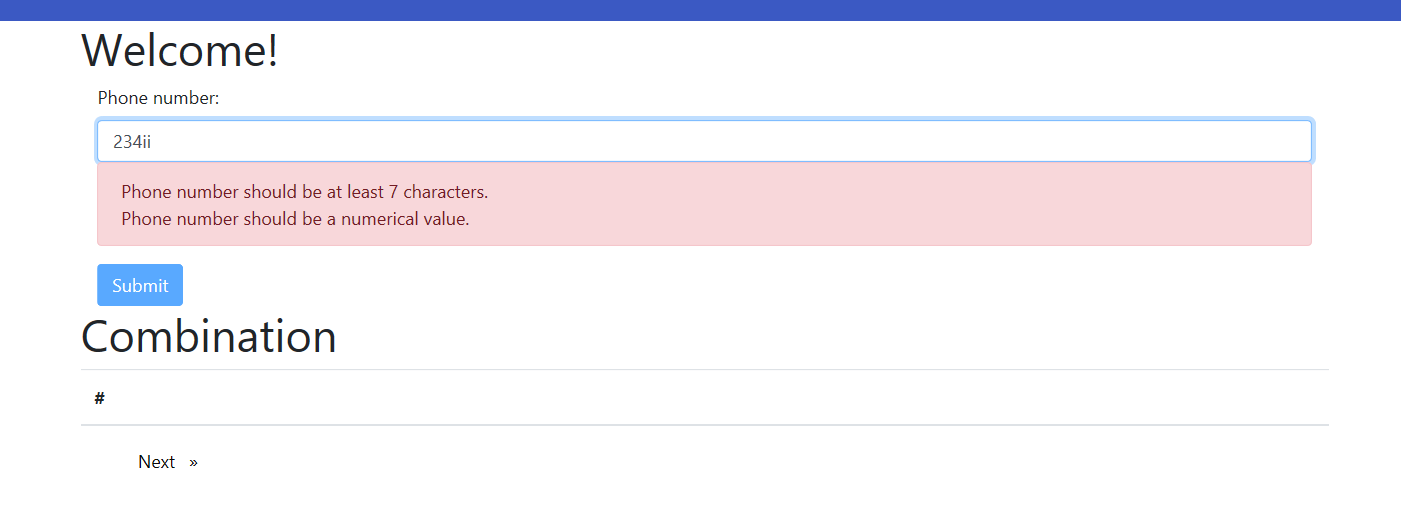 Welcome!
Phone number:
234ii
Phone number should be at least 7 characters.
Phone number should be a numerical value.
Submit
Combination
#
Next »